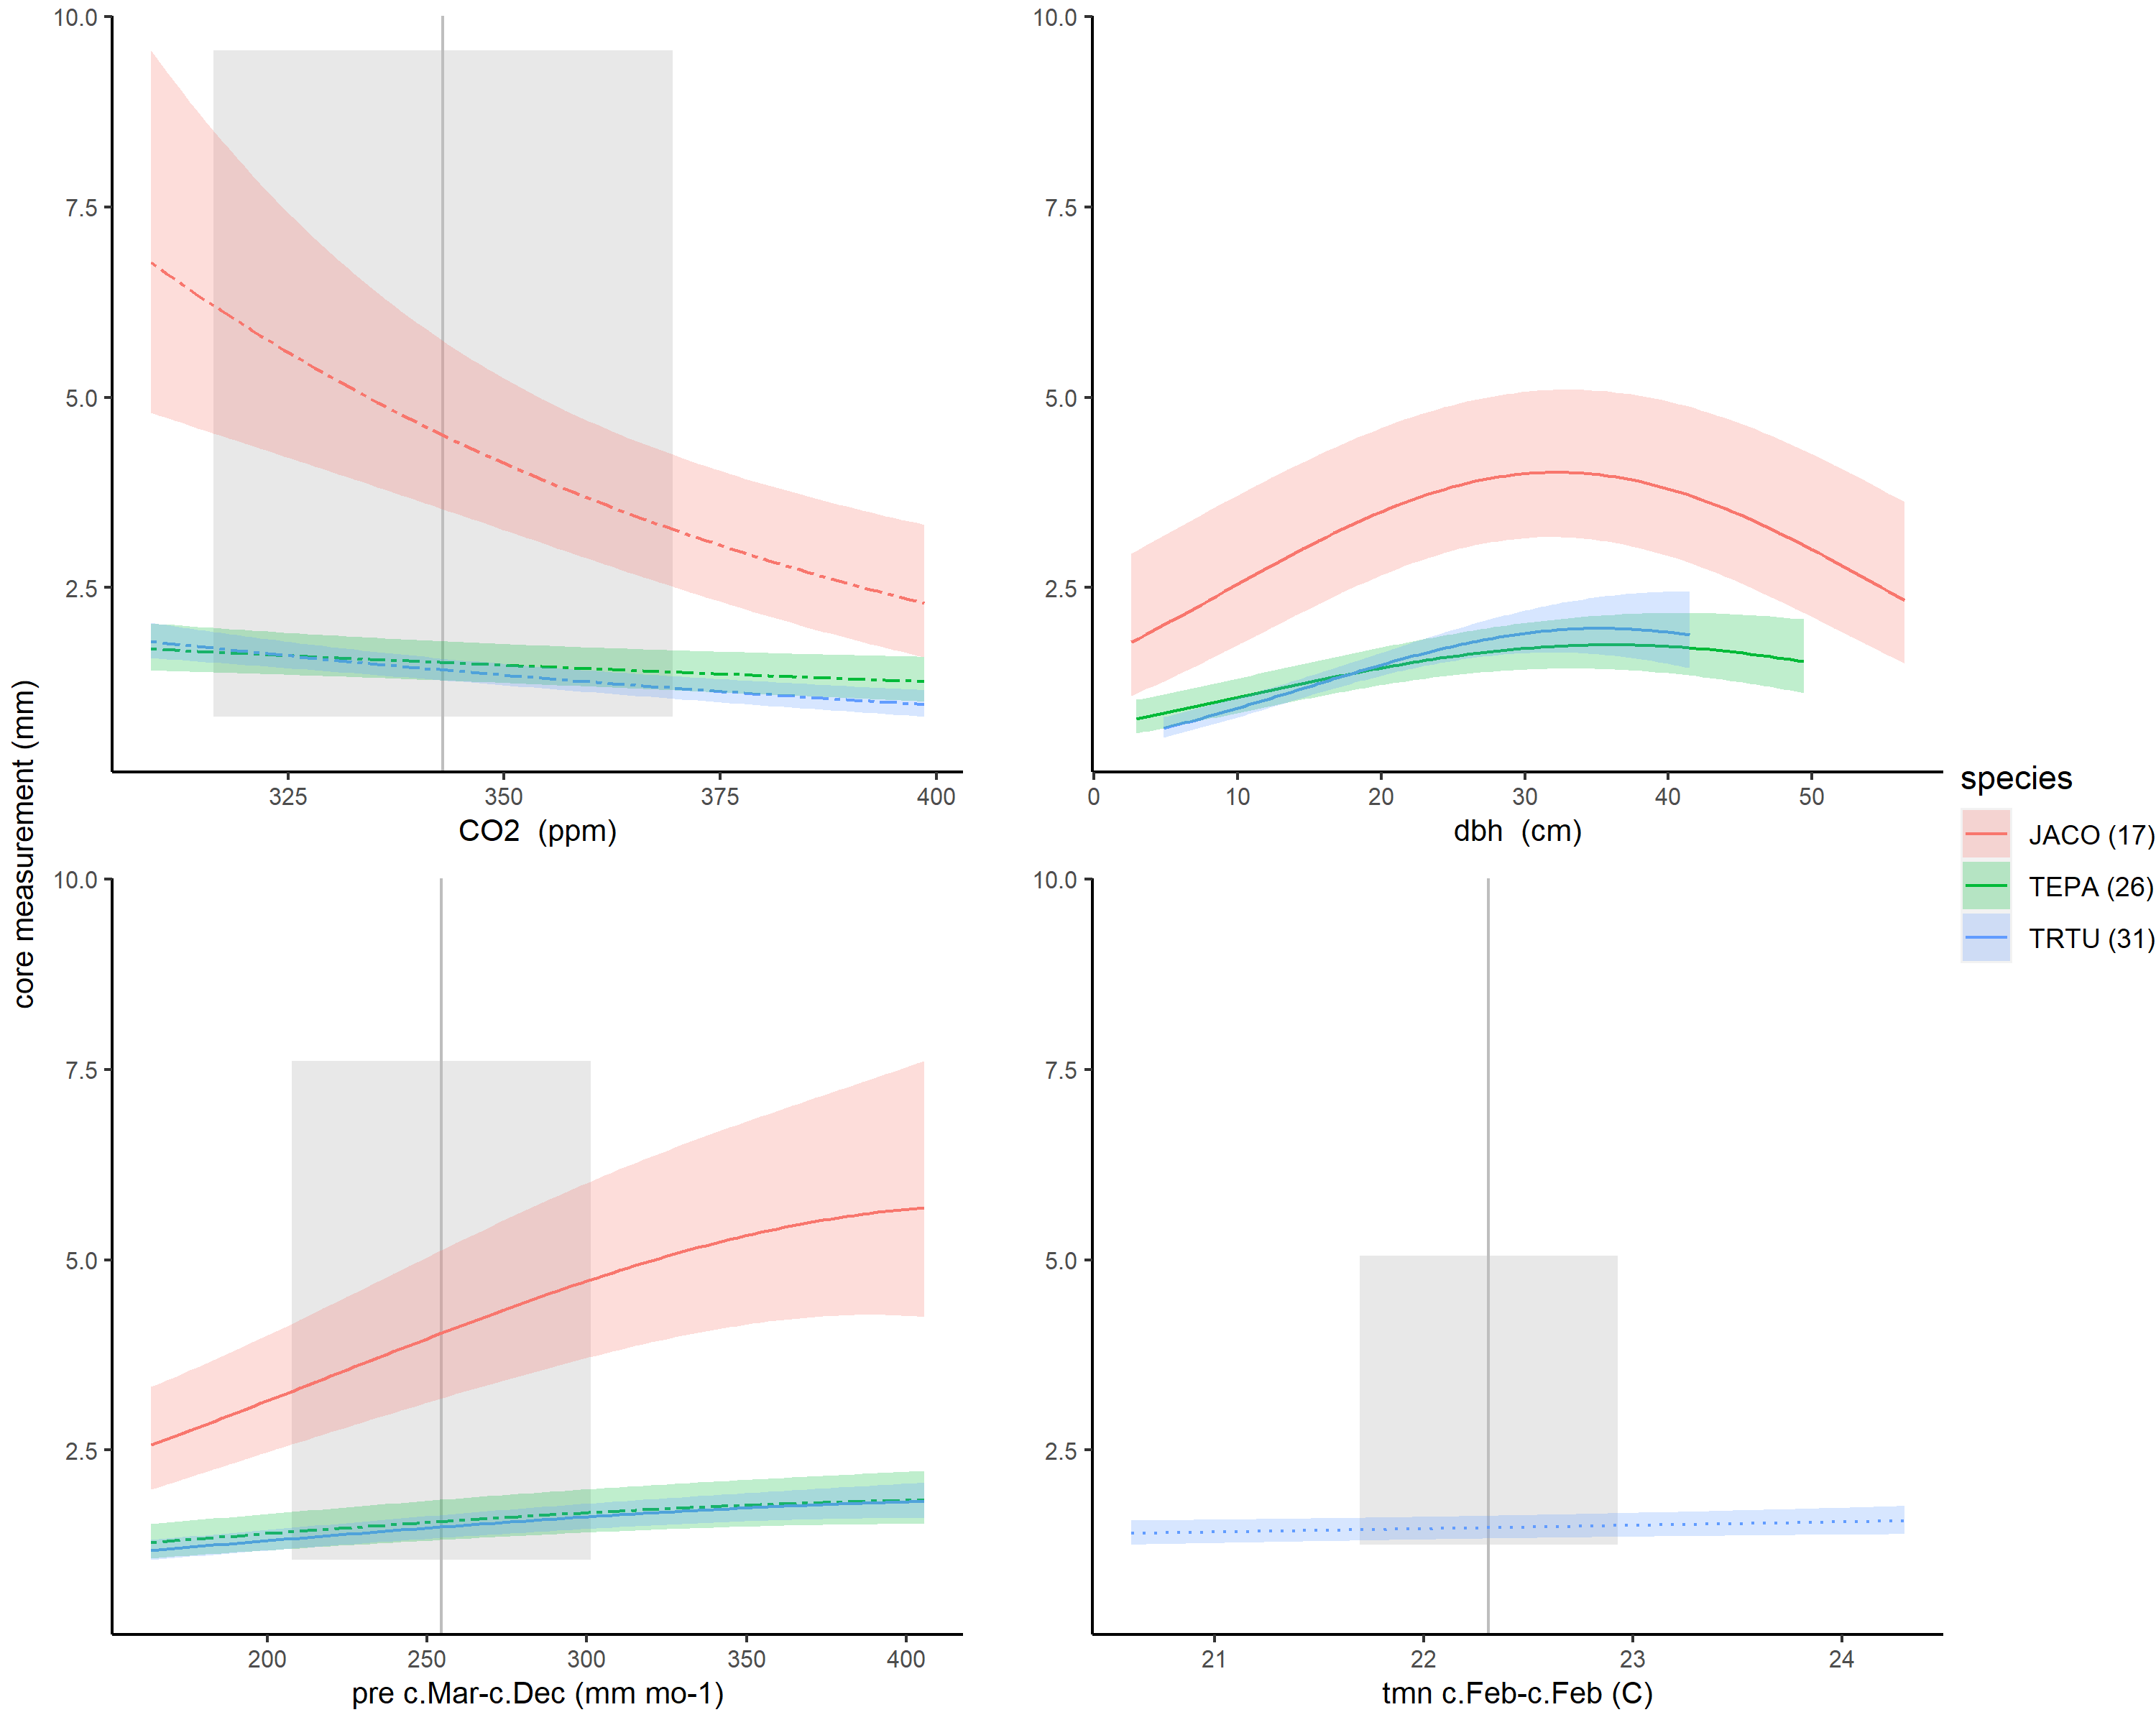 core measurement (mm)
10.0
7.5
5.0
2.5
325 350 375 400
CO2  (ppm)
10.0
7.5
5.0
2.5
0 10 20 30 40 50
dbh  (cm)
10.0
7.5
5.0
2.5
200 250 300 350 400
pre c.Mar-c.Dec (mm mo-1)
10.0
7.5
5.0
2.5
21 22 23 24
tmn c.Feb-c.Feb (C)
species
JACO (17)
TEPA (26)
TRTU (31)